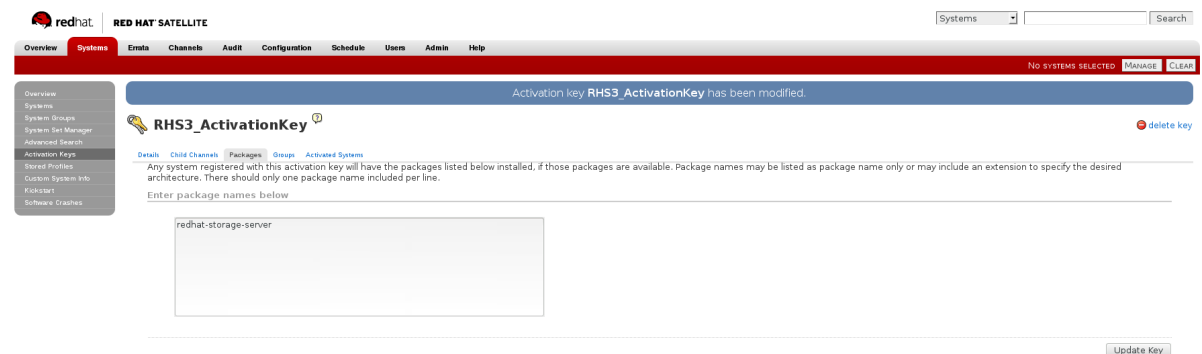 redhat. RED HAT SATELLITE
Systems Search
Overview Systems Errata Channels Audit Configuration Schedule Users Admin Help
NO SYSTEMS SELECTED MANAGE CLEAR
Overview
Systems
System Groups
System Set Manager
Advanced Search
Activation Keys
Stored Profiles
Custom System Info
Kickstart
Software Crashes
Activation key RHS3_ActivationKey has been modified.
RHS3_ActivationKey ?
delete key
Details Child Channels Packages Groups Activated Systems
Any system registered with this activation key will have the packages listed below installed, if those packages are available. Package names may be listed as package name only or may include an extension to specify the desired
architecture. There should only one package name included per line.
Enter package names below
redhat-storage-server
Update Key